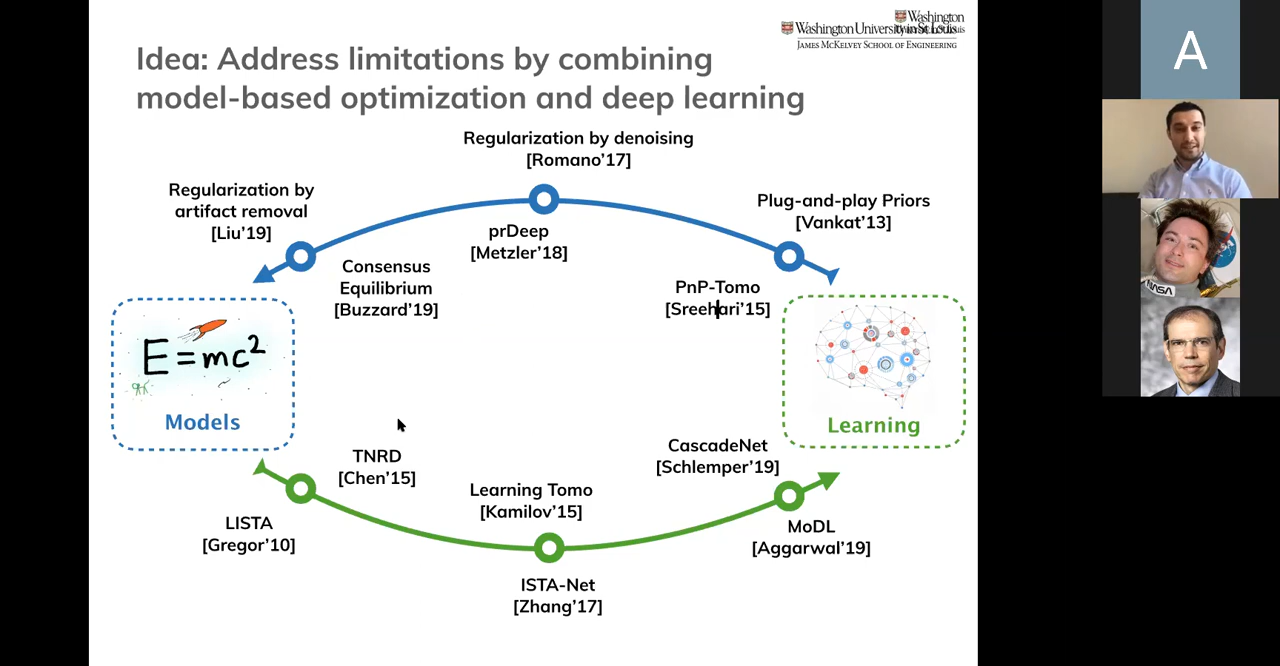 Washington
Washington University in St. Louis
JAMES MCKELVEY SCHOOL OF ENGINEERING
Idea: Address limitations by combining
model-based optimization and deep learning
Regularization by denoising
[Romano’17]
Regularization by
artifact removal
[Liu’19]
Plug-and-play Priors
[Vankat’13]
prDeep
[Metzler’18]
Consensus
Equilibrium
[Buzzard’19]
PnP-Tomo
[Sreehari’15]
E=mc²
Models
Learning
TNRD
[Chen’15]
CascadeNet
[Schlemper’19]
Learning Tomo
[Kamilov’15]
LISTA
[Gregor’10]
MoDL
[Aggarwal’19]
ISTA-Net
[Zhang’17]
A
NASA